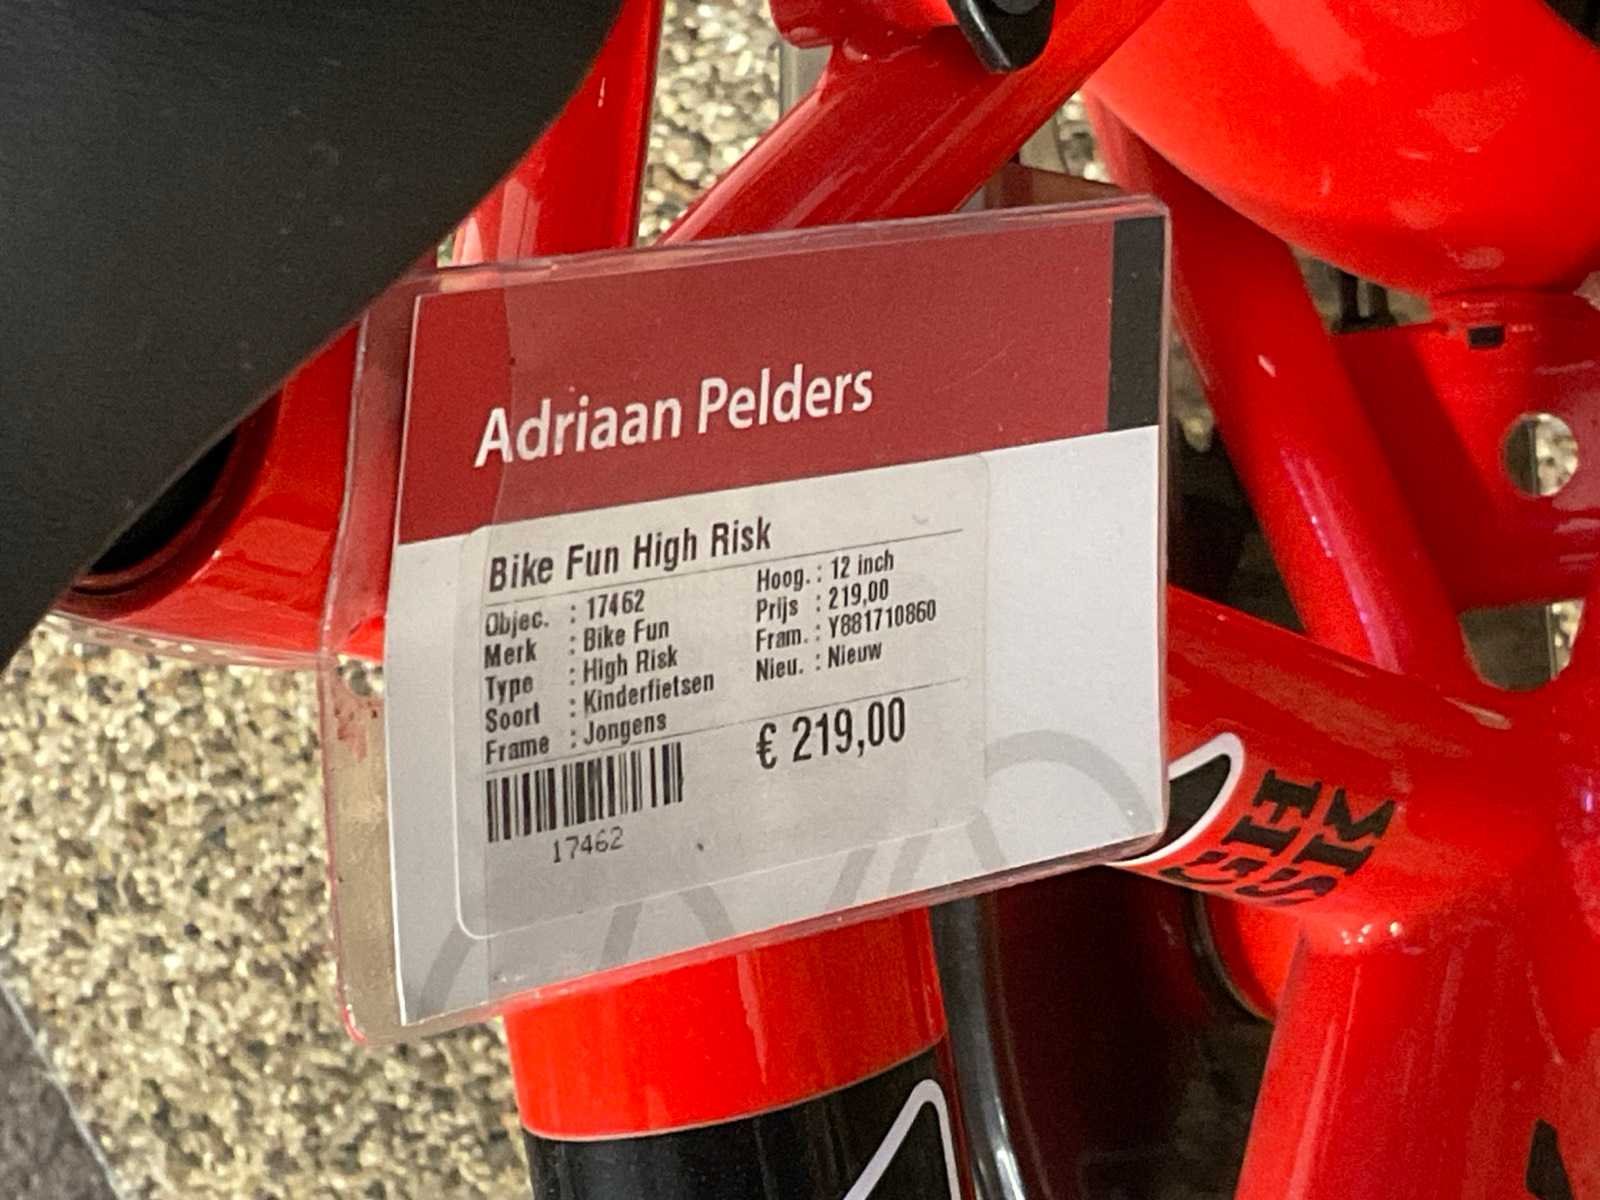 Adriaan Pelders
Bike Fun High Risk
Objec. : 17462
Merk : Bike Fun
Type : High Risk
Soort : Kinderfietsen
Frame : Jongens
Hoog. : 12 inch
Prijs : 219,00
Fram. : Y881710860
Nieu. : Nieuw
€ 219,00
17462